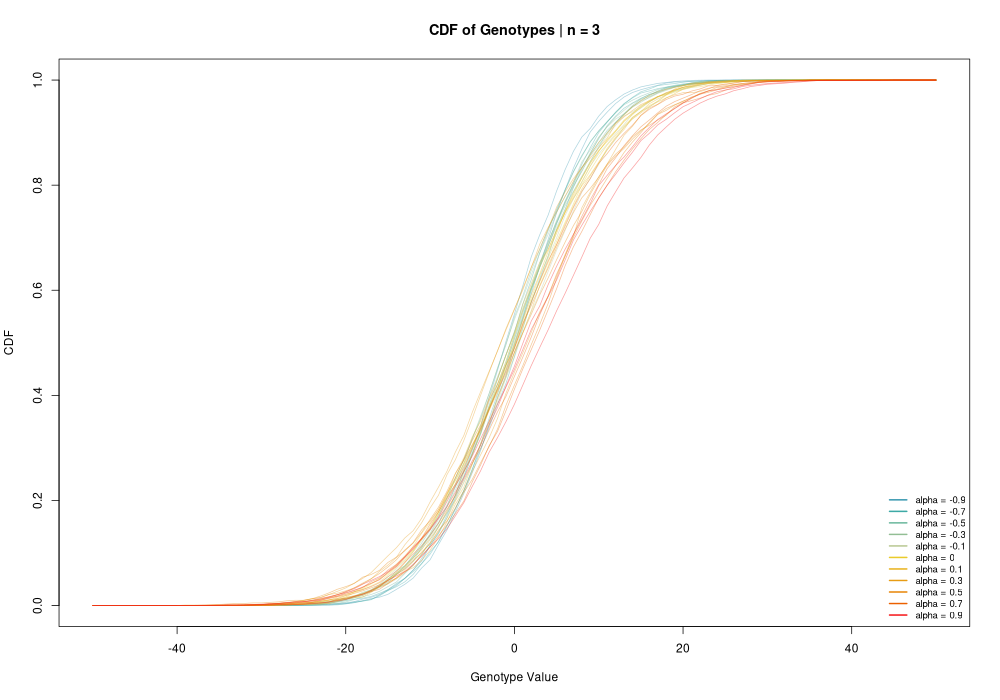 CDF of Genotypes | n = 3
1.0
0.8
0.6
0.4
0.2
0.0
CDF
-40
-20
0
20
40
Genotype Value
alpha = -0.9
alpha = -0.7
alpha = -0.5
alpha = -0.3
alpha = -0.1
alpha = 0
alpha = 0.1
alpha = 0.3
alpha = 0.5
alpha = 0.7
alpha = 0.9